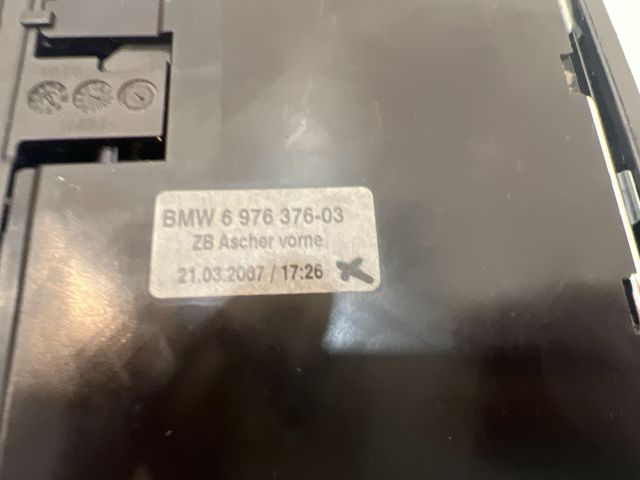 BMW 6 976 376-03
ZB Ascher vorne
21.03.2007 / 17:26